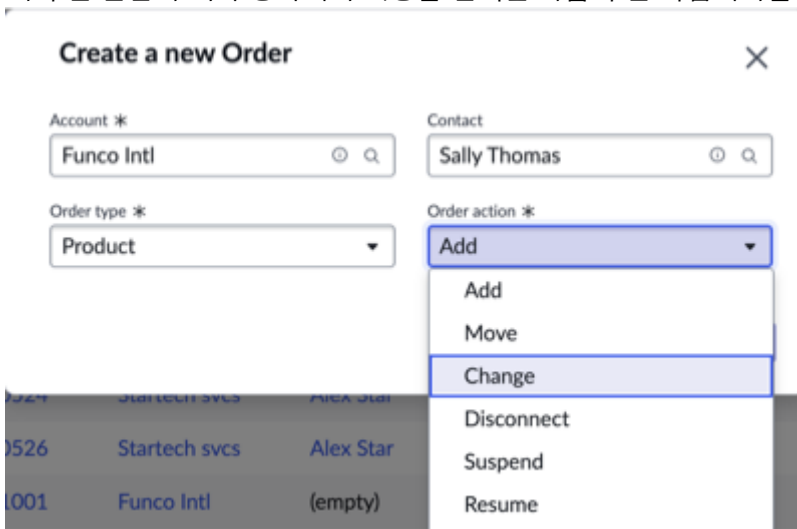 Create a new Order
Account *
Contact
Funco Intl
Sally Thomas
Order type *
Order action *
Product
Add
Add
Move
Change
Disconnect
Suspend
Resume
Startech svcs
Alex Star
0526 Startech svcs Alex Star
1001 Funco Intl (empty)